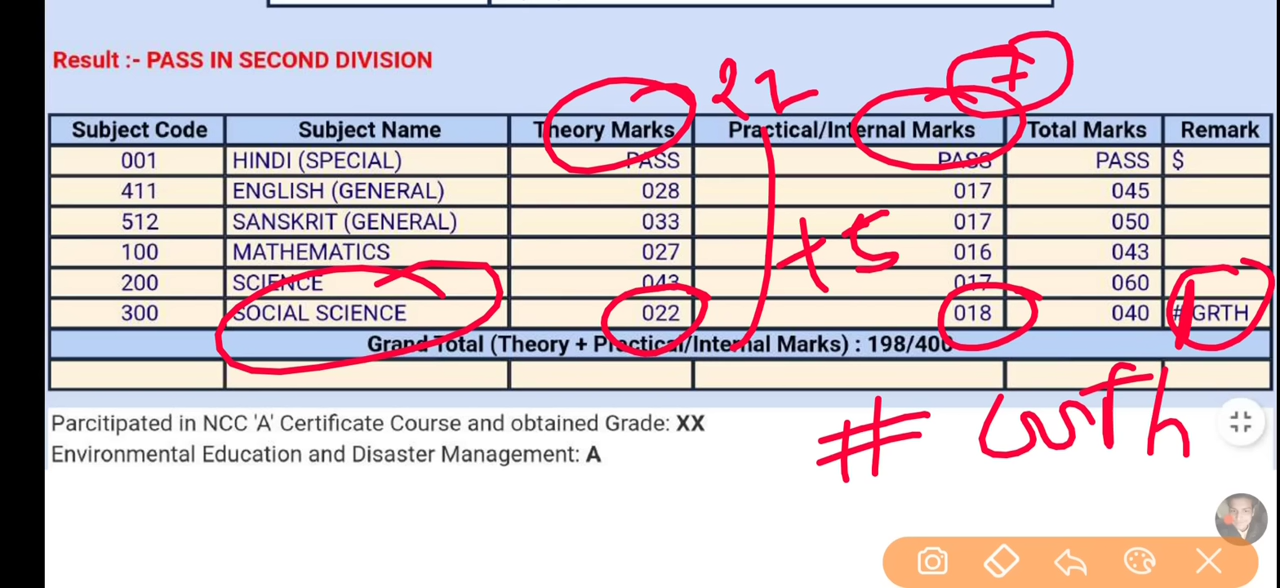 Result :- PASS IN SECOND DIVISION
22
Subject Code Subject Name Theory Marks Practical/Internal Marks Total Marks Remark
001 HINDI (SPECIAL) PASS PASS PASS $
411 ENGLISH (GENERAL) 028 017 045
512 SANSKRIT (GENERAL) 033 017 050
100 MATHEMATICS 027 016 043
+5
200 SCIENCE 043 017 060
300 SOCIAL SCIENCE 022 018 040 # GRTH
Grand Total (Theory + Practical/Internal Marks) : 198/400
# GRTh
Parcitipated in NCC 'A' Certificate Course and obtained Grade: XX
Environmental Education and Disaster Management: A